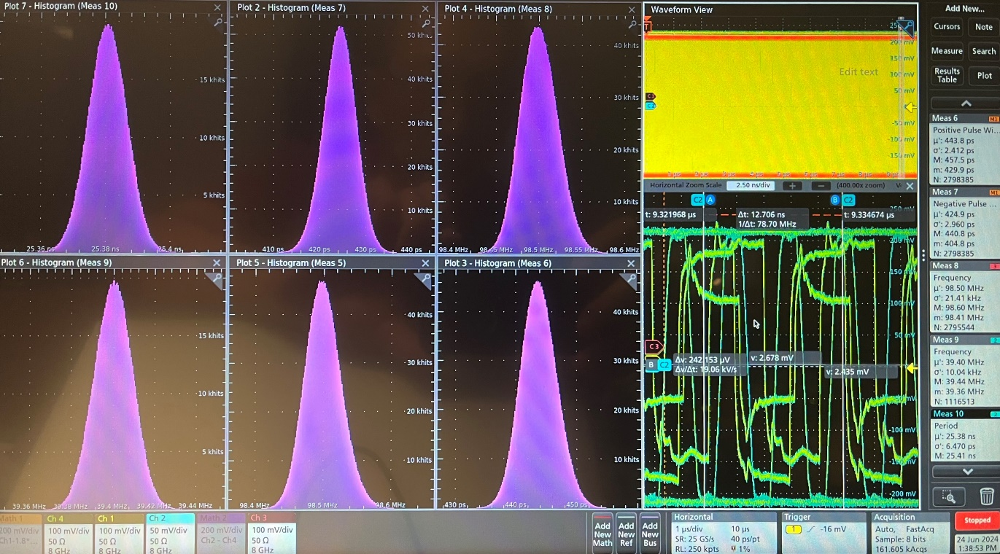 Plot 7 - Histogram (Meas 10)
15 khits
10 khits
5 khits
25.38 ns
25.4 ns
Plot 2 - Histogram (Meas 7)
50 khits
40 khits
30 khits
20 khits
10 khits
410 ps
420 ps
430 ps
440 ps
Plot 4 - Histogram (Meas 8)
40 khits
30 khits
20 khits
10 khits
98.4 MHz
98.45 MHz
98.5 MHz
98.55 MHz
98.6 MHz
Plot 6 - Histogram (Meas 9)
15 khits
10 khits
5 khits
39.36 MHz
39.38 MHz
39.4 MHz
39.42 MHz
39.44 MHz
Plot 5 - Histogram (Meas 5)
40 khits
30 khits
20 khits
10 khits
98.4 MHz
98.5 MHz
98.6 MHz
Plot 3 - Histogram (Meas 6)
40 khits
30 khits
20 khits
10 khits
430 ps
440 ps
450 ps
Waveform View
Edit text
200 mV
150 mV
100 mV
50 mV
-50 mV
C3
C2
Horizontal Zoom Scale
2.50 ns/div
(400.00x zoom)
C2 A
B C2
t: 9.321968 µs
Δt: 12.706 ns
1/Δt: 78.70 MHz
t: 9.334674 µs
200 mV
150 mV
100 mV
50 mV
-100 mV
-150 mV
-200 mV
C 3
B C2
Δv: 242.153 µV
Δv/Δt: 19.06 kV/s
v: 2.678 mV
v: 2.435 mV
Add New...
Cursors
Note
Measure
Search
Results
Table
Plot
Meas 6
M1
Positive Pulse Wi...
µ': 443.8 ps
σ': 2.412 ps
M: 457.5 ps
m: 429.9 ps
N: 2798385
Meas 7
M1
Negative Pulse ...
µ': 424.9 ps
σ': 2.960 ps
M: 440.8 ps
m: 404.8 ps
N: 2798385
Meas 8
3
Frequency
µ': 98.50 MHz
σ': 21.41 kHz
M: 98.60 MHz
m: 98.41 MHz
N: 2795544
Meas 9
2
Frequency
µ': 39.40 MHz
σ': 10.04 kHz
M: 39.44 MHz
m: 39.36 MHz
N: 1116513
Meas 10
2
Period
µ': 25.38 ns
σ': 6.470 ps
M: 25.41 ns
Math 1
200 mV/div
Ch1-1.8*...
Ch 4
100 mV/div
50 Ω
8 GHz
Ch 1
100 mV/div
50 Ω
8 GHz
Ch 2
50 mV/div
50 Ω
8 GHz
Math 2
200 mV/div
Ch2 - Ch4
Ch 3
100 mV/div
50 Ω
8 GHz
Add
New
Math
Add
New
Ref
Add
New
Bus
Horizontal
1 µs/div 10 µs
SR: 25 GS/s 40 ps/pt
RL: 250 kpts 1%
Trigger
1 -16 mV
Acquisition
Auto, FastAcq
Sample: 8 bits
161.605 kAcqs
Stopped
24 Jun 2024
1:38:53 PM